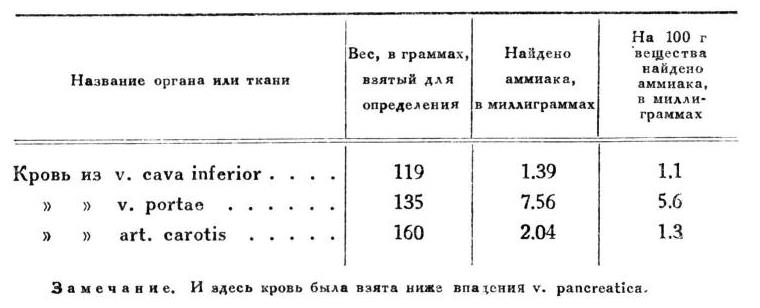 Название органа или ткани
Вес, в граммах,
взятый для
определения
Найдено
аммиака,
в миллиграммах
На 100 г
вещества
найдено
аммиака,
в милли-
граммах
Кровь из v. cava inferior . . . . 119 1.39 1.1
» » v. portae . . . . . . 135 7.56 5.6
» » art. carotis . . . . . 160 2.04 1.3
Замечание. И здесь кровь была взята ниже впадения v. pancreatica.